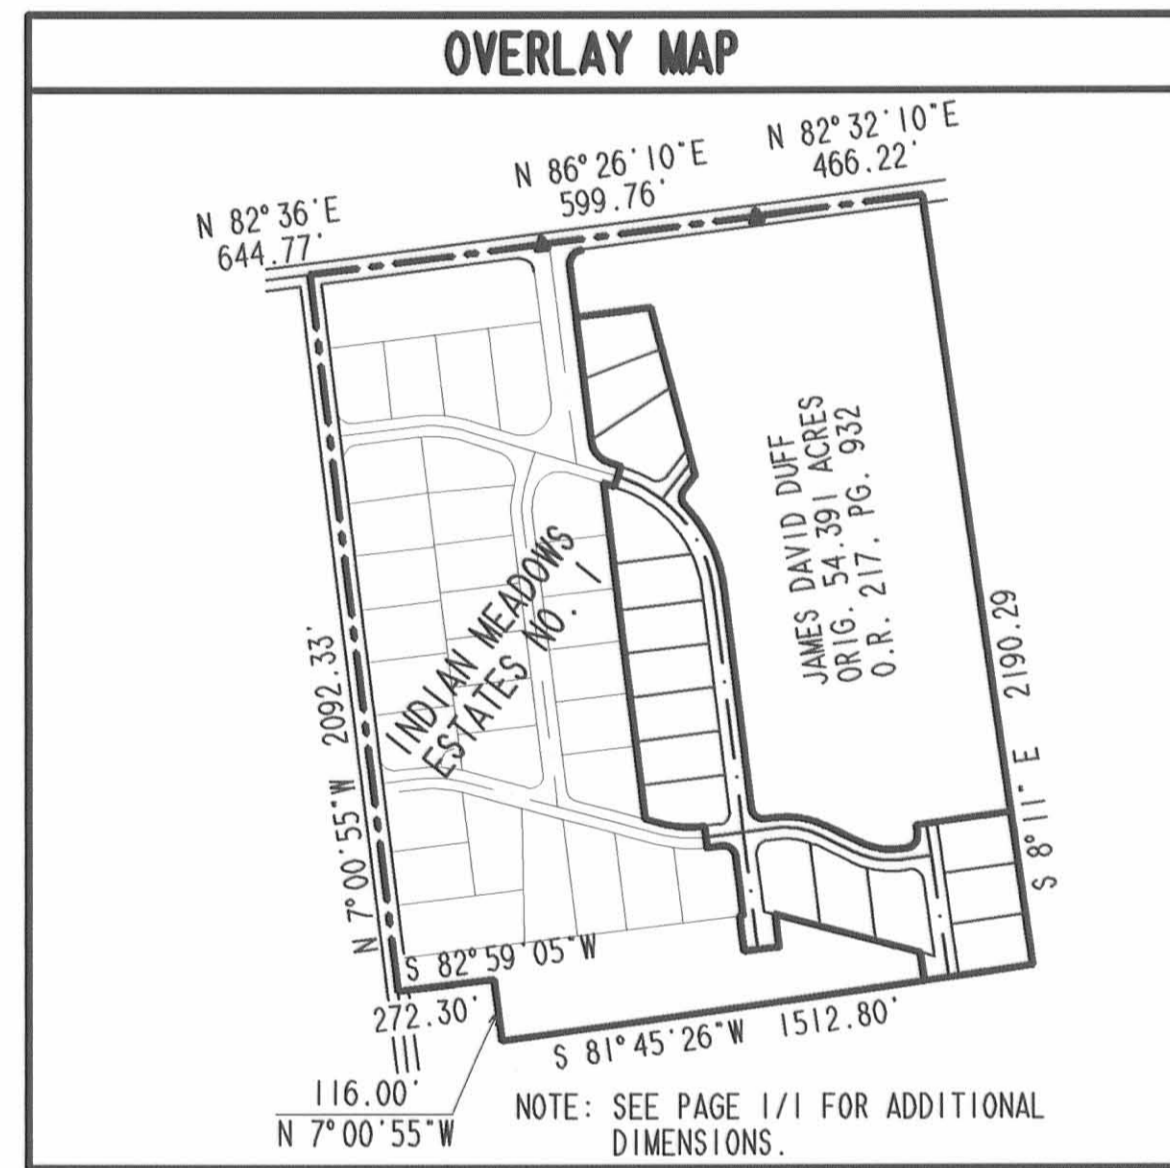 OVERLAY MAP
N 82° 32' 10" E
466.22'
N 86° 26' 10" E
599.76'
N 82° 36' E
644.77'
JAMES DAVID DUFF
ORIG. 54.391 ACRES
O.R. 217. PG. 932
INDIAN MEADOWS
ESTATES NO. 1
N 7° 00' 55" W 2092.33'
S 8° 11" E 2190.29
S 82° 59' 05" W
272.30'
S 81° 45' 26" W 1512.80'
116.00'
N 7° 00' 55" W
NOTE: SEE PAGE 1/1 FOR ADDITIONAL
DIMENSIONS.